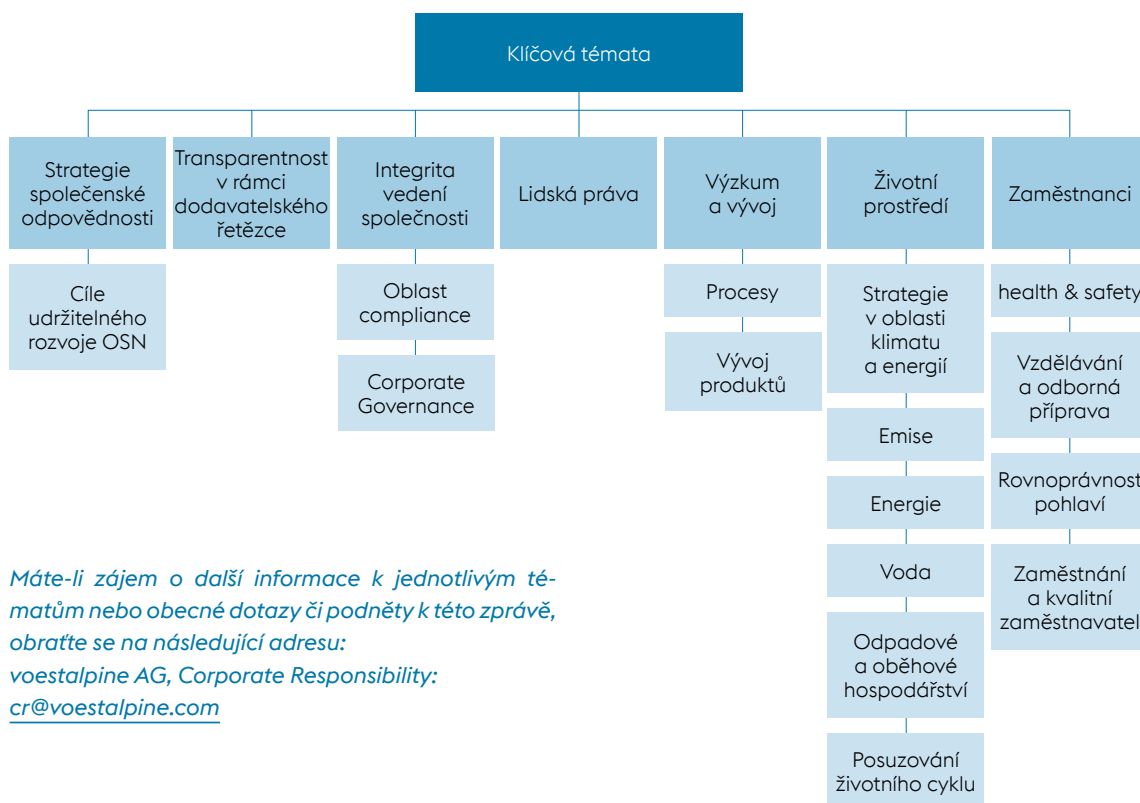 Klíčová témata
Strategie
společenské
odpovědnosti
Transparentnost
v rámci
dodavatelského
řetězce
Integrita
vedení
společnosti
Lidská práva
Výzkum
a vývoj
Životní
prostředí
Zaměstnanci
Cíle
udržitelného
rozvoje OSN
Oblast
compliance
Corporate
Governance
Procesy
Vývoj
produktů
Strategie
v oblasti
klimatu
a energií
Emise
Energie
Voda
Odpadové
a oběhové
hospodářství
Posuzování
životního cyklu
health & safety
Vzdělávání
a odborná
příprava
Rovnoprávnost
pohlaví
Zaměstnání
a kvalitní
zaměstnavatel
Máte-li zájem o další informace k jednotlivým té-
matům nebo obecné dotazy či podněty k této zprávě,
obraťte se na následující adresu:
voestalpine AG, Corporate Responsibility:
cr@voestalpine.com